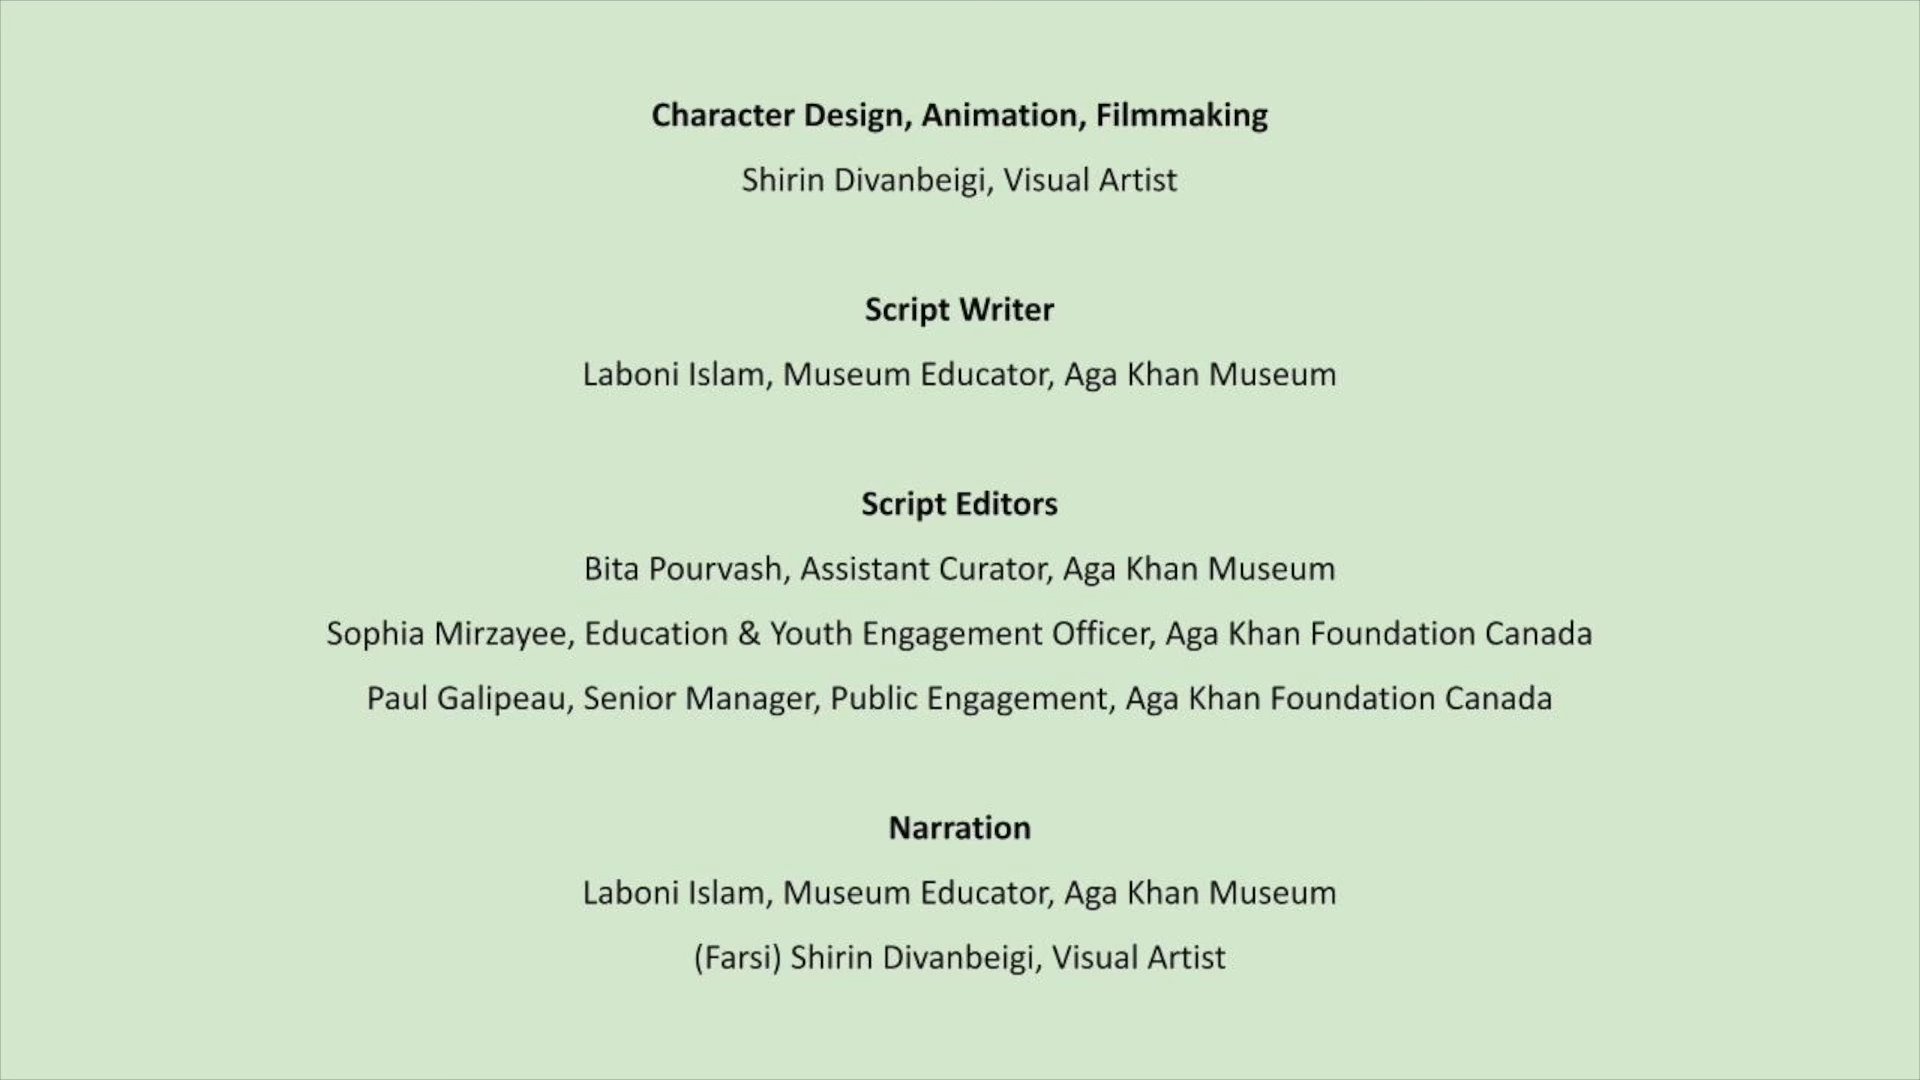 Character Design, Animation, Filmmaking
Shirin Divanbeigi, Visual Artist
Script Writer
Laboni Islam, Museum Educator, Aga Khan Museum
Script Editors
Bita Pourvash, Assistant Curator, Aga Khan Museum
Sophia Mirzayee, Education & Youth Engagement Officer, Aga Khan Foundation Canada
Paul Galipeau, Senior Manager, Public Engagement, Aga Khan Foundation Canada
Narration
Laboni Islam, Museum Educator, Aga Khan Museum
(Farsi) Shirin Divanbeigi, Visual Artist